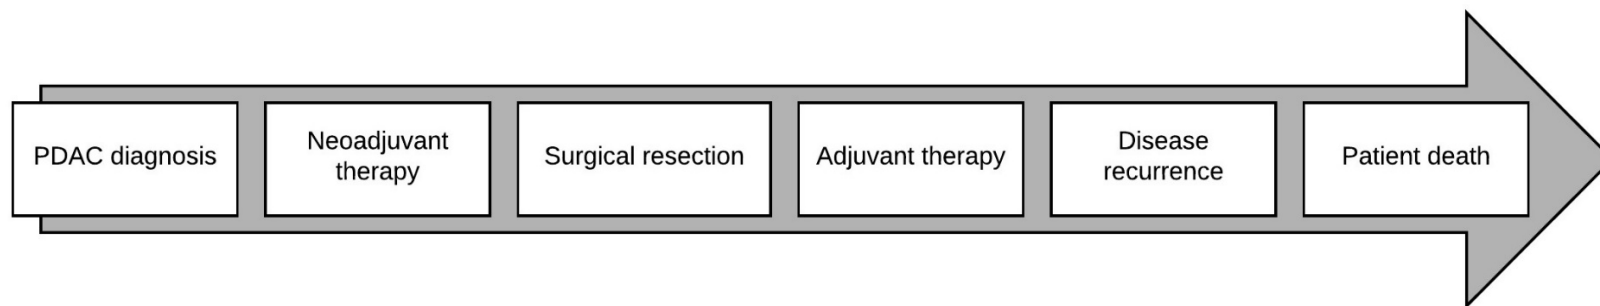 PDAC diagnosis
Neoadjuvant
therapy
Surgical resection
Adjuvant therapy
Disease
recurrence
Patient death